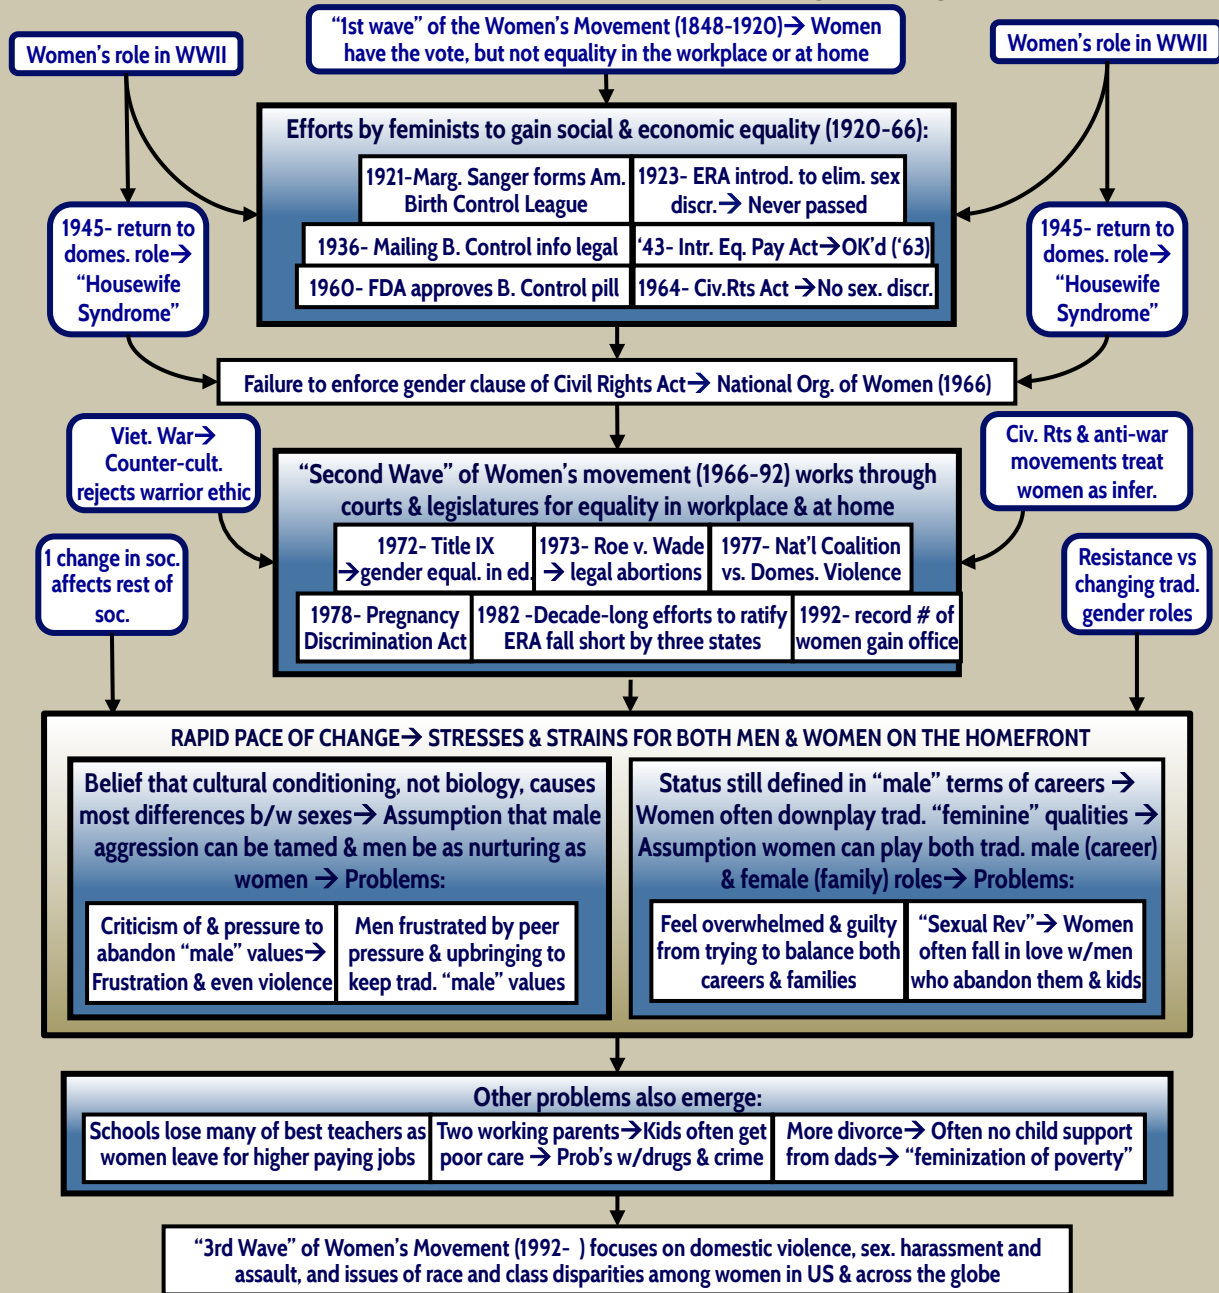 “1st wave” of the Women’s Movement (1848-1920)→ Women
have the vote, but not equality in the workplace or at home
Women’s role in WWII
Women’s role in WWII
Efforts by feminists to gain social & economic equality (1920-66):
1921-Marg. Sanger forms Am.
Birth Control League
1923- ERA introd. to elim. sex
discr.→ Never passed
1936- Mailing B. Control info legal
‘43- Intr. Eq. Pay Act→OK’d (‘63)
1960- FDA approves B. Control pill
1964- Civ.Rts Act →No sex. discr.
1945- return to
domes. role→
“Housewife
Syndrome”
1945- return to
domes. role→
“Housewife
Syndrome”
Failure to enforce gender clause of Civil Rights Act→ National Org. of Women (1966)
Viet. War→
Counter-cult.
rejects warrior ethic
Civ. Rts & anti-war
movements treat
women as infer.
“Second Wave” of Women’s movement (1966-92) works through
courts & legislatures for equality in workplace & at home
1972- Title IX
→gender equal. in ed.
1973- Roe v. Wade
→ legal abortions
1977- Nat’l Coalition
vs. Domes. Violence
1978- Pregnancy
Discrimination Act
1982 -Decade-long efforts to ratify
ERA fall short by three states
1992- record # of
women gain office
1 change in soc.
affects rest of
soc.
Resistance vs
changing trad.
gender roles
RAPID PACE OF CHANGE→ STRESSES & STRAINS FOR BOTH MEN & WOMEN ON THE HOMEFRONT
Belief that cultural conditioning, not biology, causes
most differences b/w sexes→ Assumption that male
aggression can be tamed & men be as nurturing as
women → Problems:
Criticism of & pressure to
abandon “male” values→
Frustration & even violence
Men frustrated by peer
pressure & upbringing to
keep trad. “male” values
Status still defined in “male” terms of careers →
Women often downplay trad. “feminine” qualities →
Assumption women can play both trad. male (career)
& female (family) roles→ Problems:
Feel overwhelmed & guilty
from trying to balance both
careers & families
“Sexual Rev”→ Women
often fall in love w/men
who abandon them & kids
Other problems also emerge:
Schools lose many of best teachers as
women leave for higher paying jobs
Two working parents→Kids often get
poor care → Prob’s w/drugs & crime
More divorce→ Often no child support
from dads→ “feminization of poverty”
“3rd Wave” of Women’s Movement (1992- ) focuses on domestic violence, sex. harassment and
assault, and issues of race and class disparities among women in US & across the globe